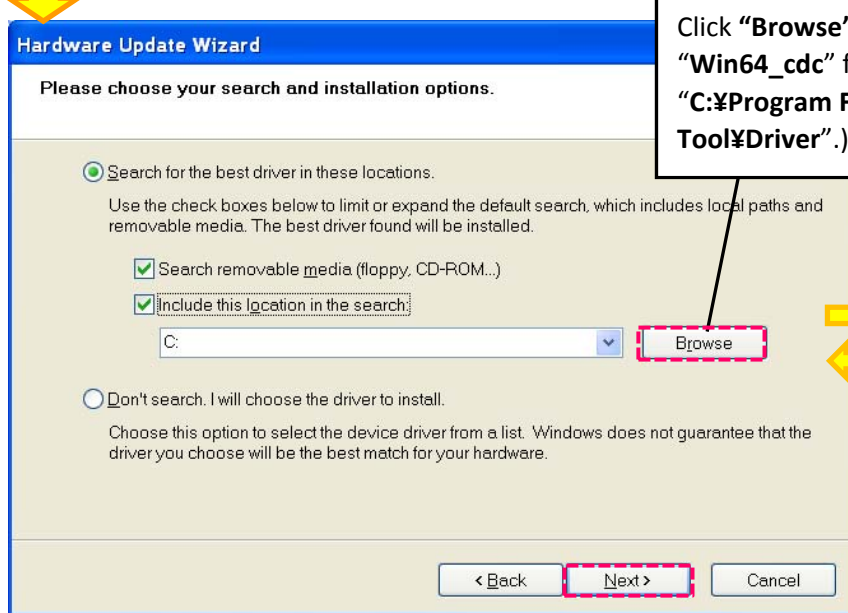 Click “Browse”
“Win64_cdc”
“C:¥Program
Tool¥Driver”.)
Hardware Update Wizard
Please choose your search and installation options.
Search for the best driver in these locations.
Use the check boxes below to limit or expand the default search, which includes local paths and
removable media. The best driver found will be installed.
Search removable media (floppy, CD-ROM...)
Include this location in the search:
C:
Browse
Don't search. I will choose the driver to install.
Choose this option to select the device driver from a list. Windows does not guarantee that the
driver you choose will be the best match for your hardware.
< Back
Next >
Cancel